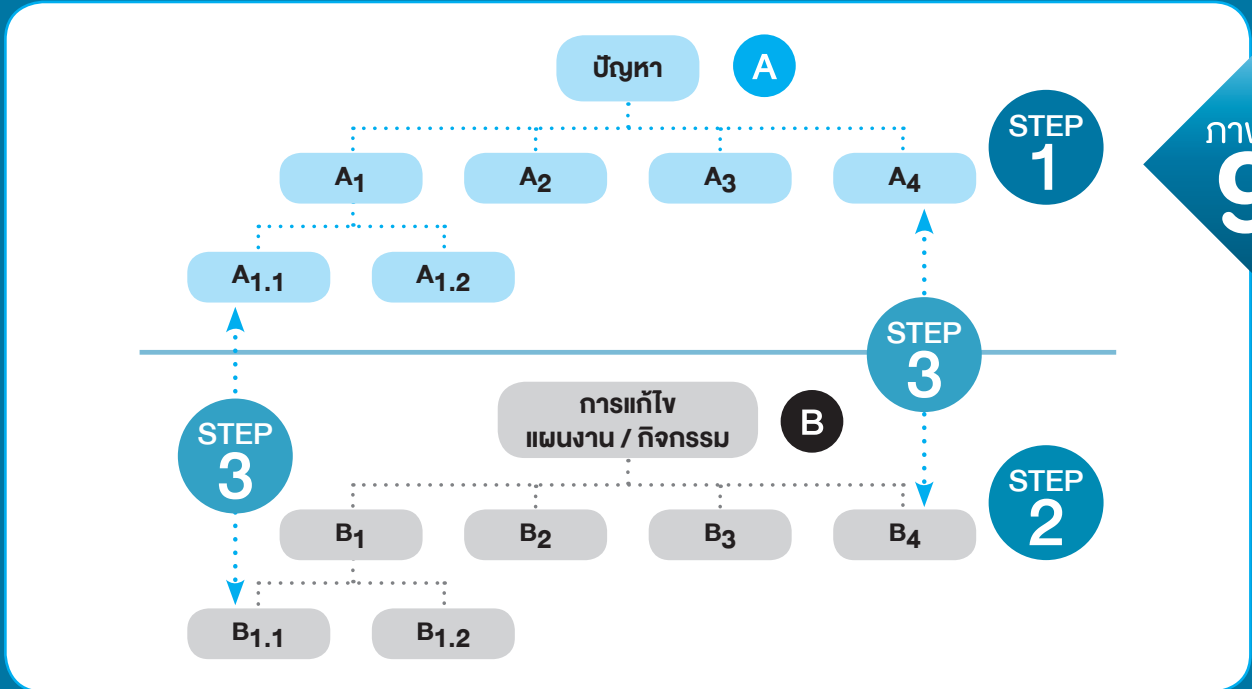 ปัญหา
A
STEP
1
A1
A2
A3
A4
A1.1
A1.2
STEP
3
การแก้ไข
แผนงาน / กิจกรรม
B
STEP
3
STEP
2
B1
B2
B3
B4
B1.1
B1.2
9